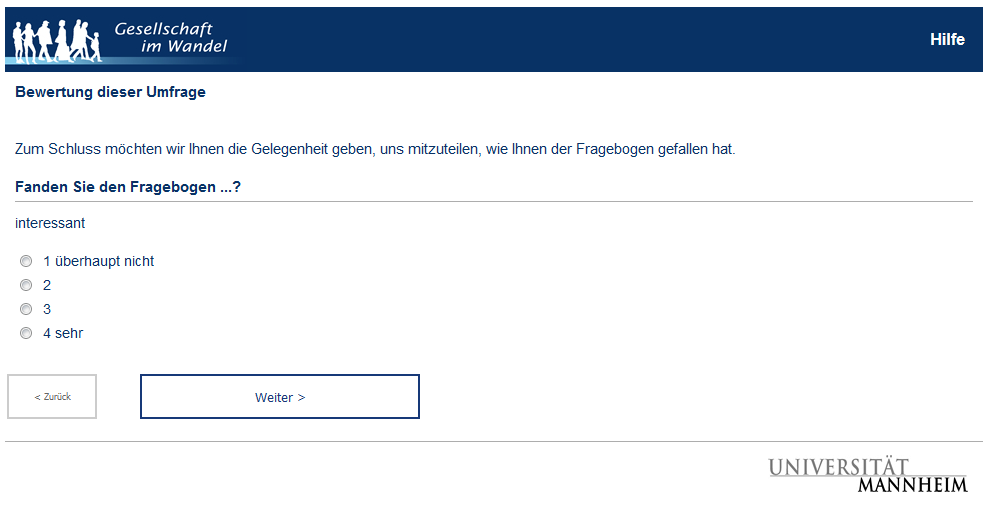 Gesellschaft
im Wandel
Hilfe
Bewertung dieser Umfrage
Zum Schluss möchten wir Ihnen die Gelegenheit geben, uns mitzuteilen, wie Ihnen der Fragebogen gefallen hat.
Fanden Sie den Fragebogen ...?
interessant
1 überhaupt nicht
2
3
4 sehr
< Zurück
Weiter >
UNIVERSITÄT
MANNHEIM